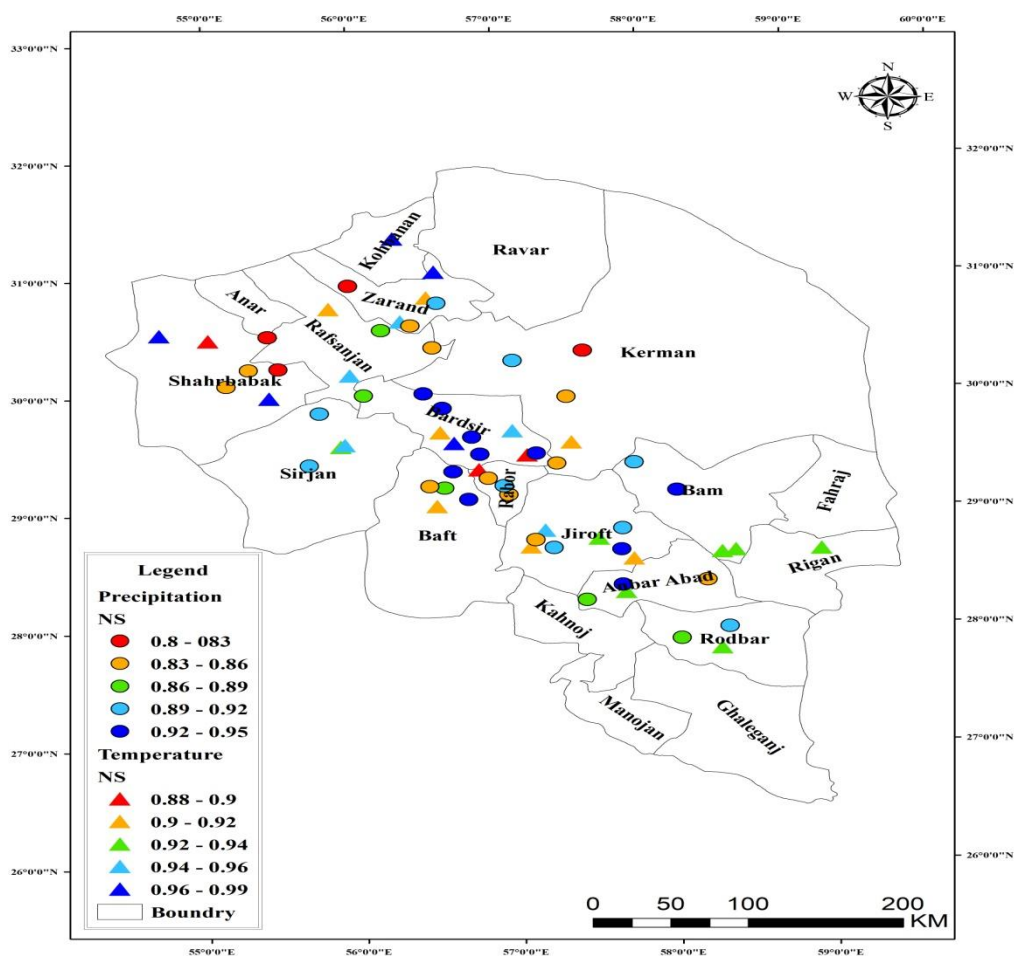 55°0'0"E 56°0'0"E 57°0'0"E 58°0'0"E 59°0'0"E 60°0'0"E
33°0'0"N
N
W E
S
32°0'0"N
32°0'0"N
Kohbanan
Ravar
31°0'0"N
31°0'0"N
Anar
Zarand
Rafsanjan
Kerman
Shahrbabak
30°0'0"N
30°0'0"N
Bardsir
Sirjan
Rabor
Bam
Fahraj
29°0'0"N
29°0'0"N
Baft
Jiroft
Rigan
Anbar Abad
Kahnoj
28°0'0"N
28°0'0"N
Rodbar
Manojan
Ghaleganj
27°0'0"N
27°0'0"N
26°0'0"N
26°0'0"N
Legend
Precipitation
NS
0.8 - 083
0.83 - 0.86
0.86 - 0.89
0.89 - 0.92
0.92 - 0.95
Temperature
NS
0.88 - 0.9
0.9 - 0.92
0.92 - 0.94
0.94 - 0.96
0.96 - 0.99
Boundry
0 50 100 200
KM
55°0'0"E 56°0'0"E 57°0'0"E 58°0'0"E 59°0'0"E